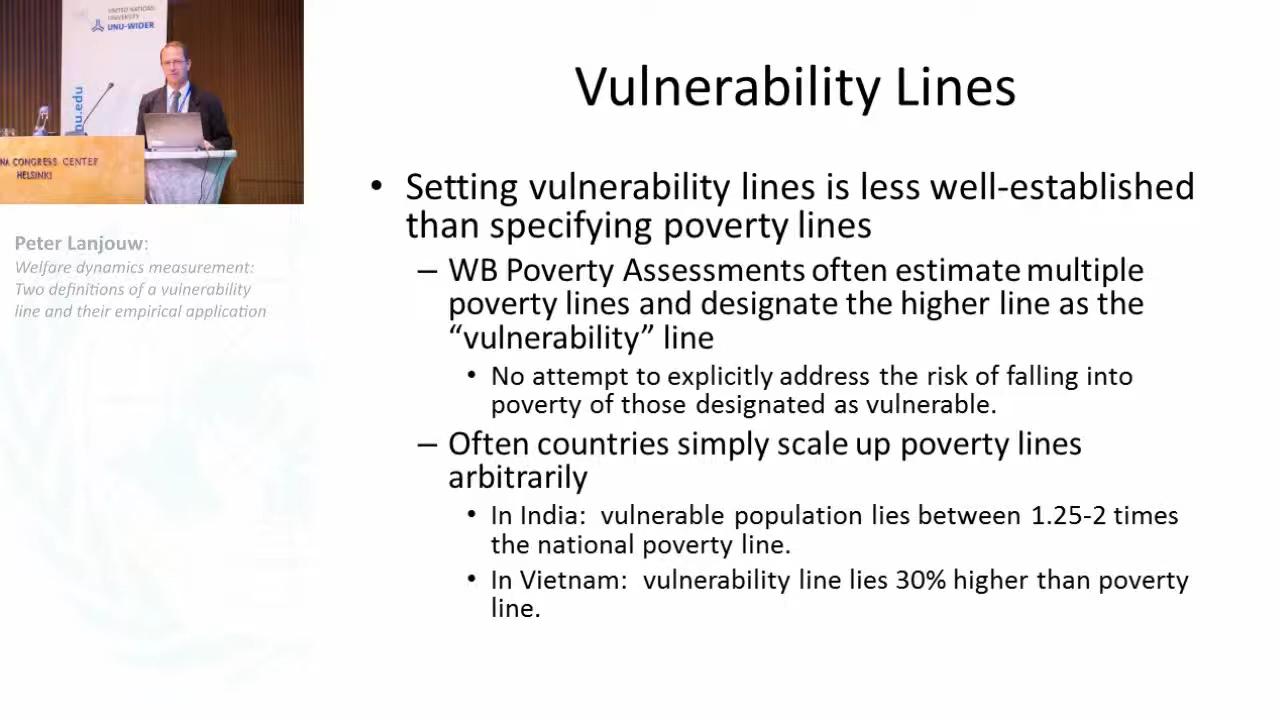 UNITED NATIONS
UNIVERSITY
UNU-WIDER
nu.edu
NA CONGRESS CENTER
HELSINKI
Peter Lanjouw:
Welfare dynamics measurement:
Two definitions of a vulnerability
line and their empirical application
Vulnerability Lines
• Setting vulnerability lines is less well-established
than specifying poverty lines
– WB Poverty Assessments often estimate multiple
poverty lines and designate the higher line as the
“vulnerability” line
• No attempt to explicitly address the risk of falling into
poverty of those designated as vulnerable.
– Often countries simply scale up poverty lines
arbitrarily
• In India: vulnerable population lies between 1.25-2 times
the national poverty line.
• In Vietnam: vulnerability line lies 30% higher than poverty
line.